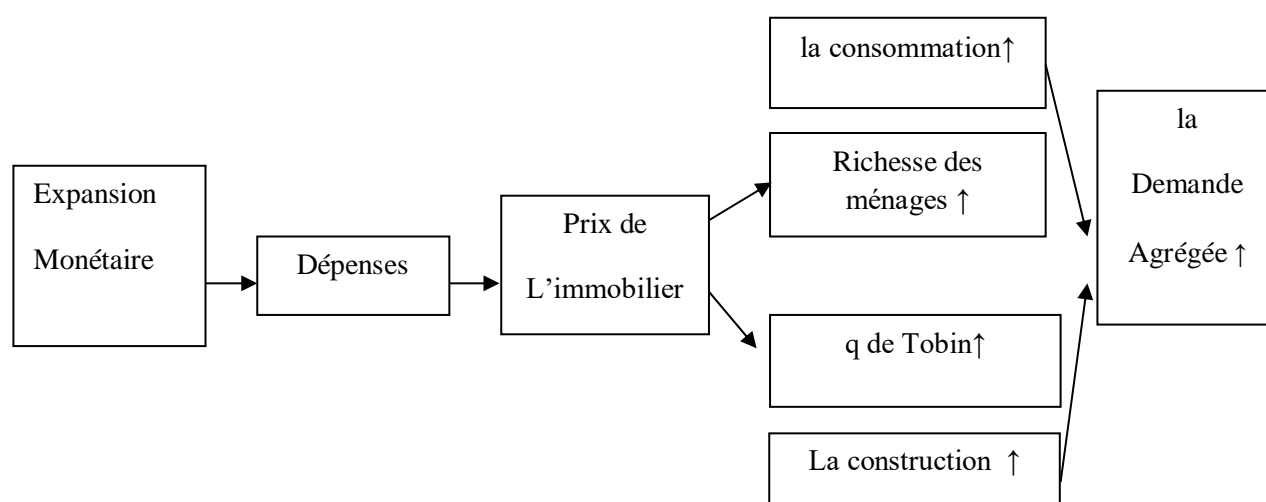 Expansion
Monétaire
Dépenses
Prix de
L’immobilier
la consommation↑
Richesse des
ménages ↑
q de Tobin↑
La construction ↑
la
Demande
Agrégée ↑